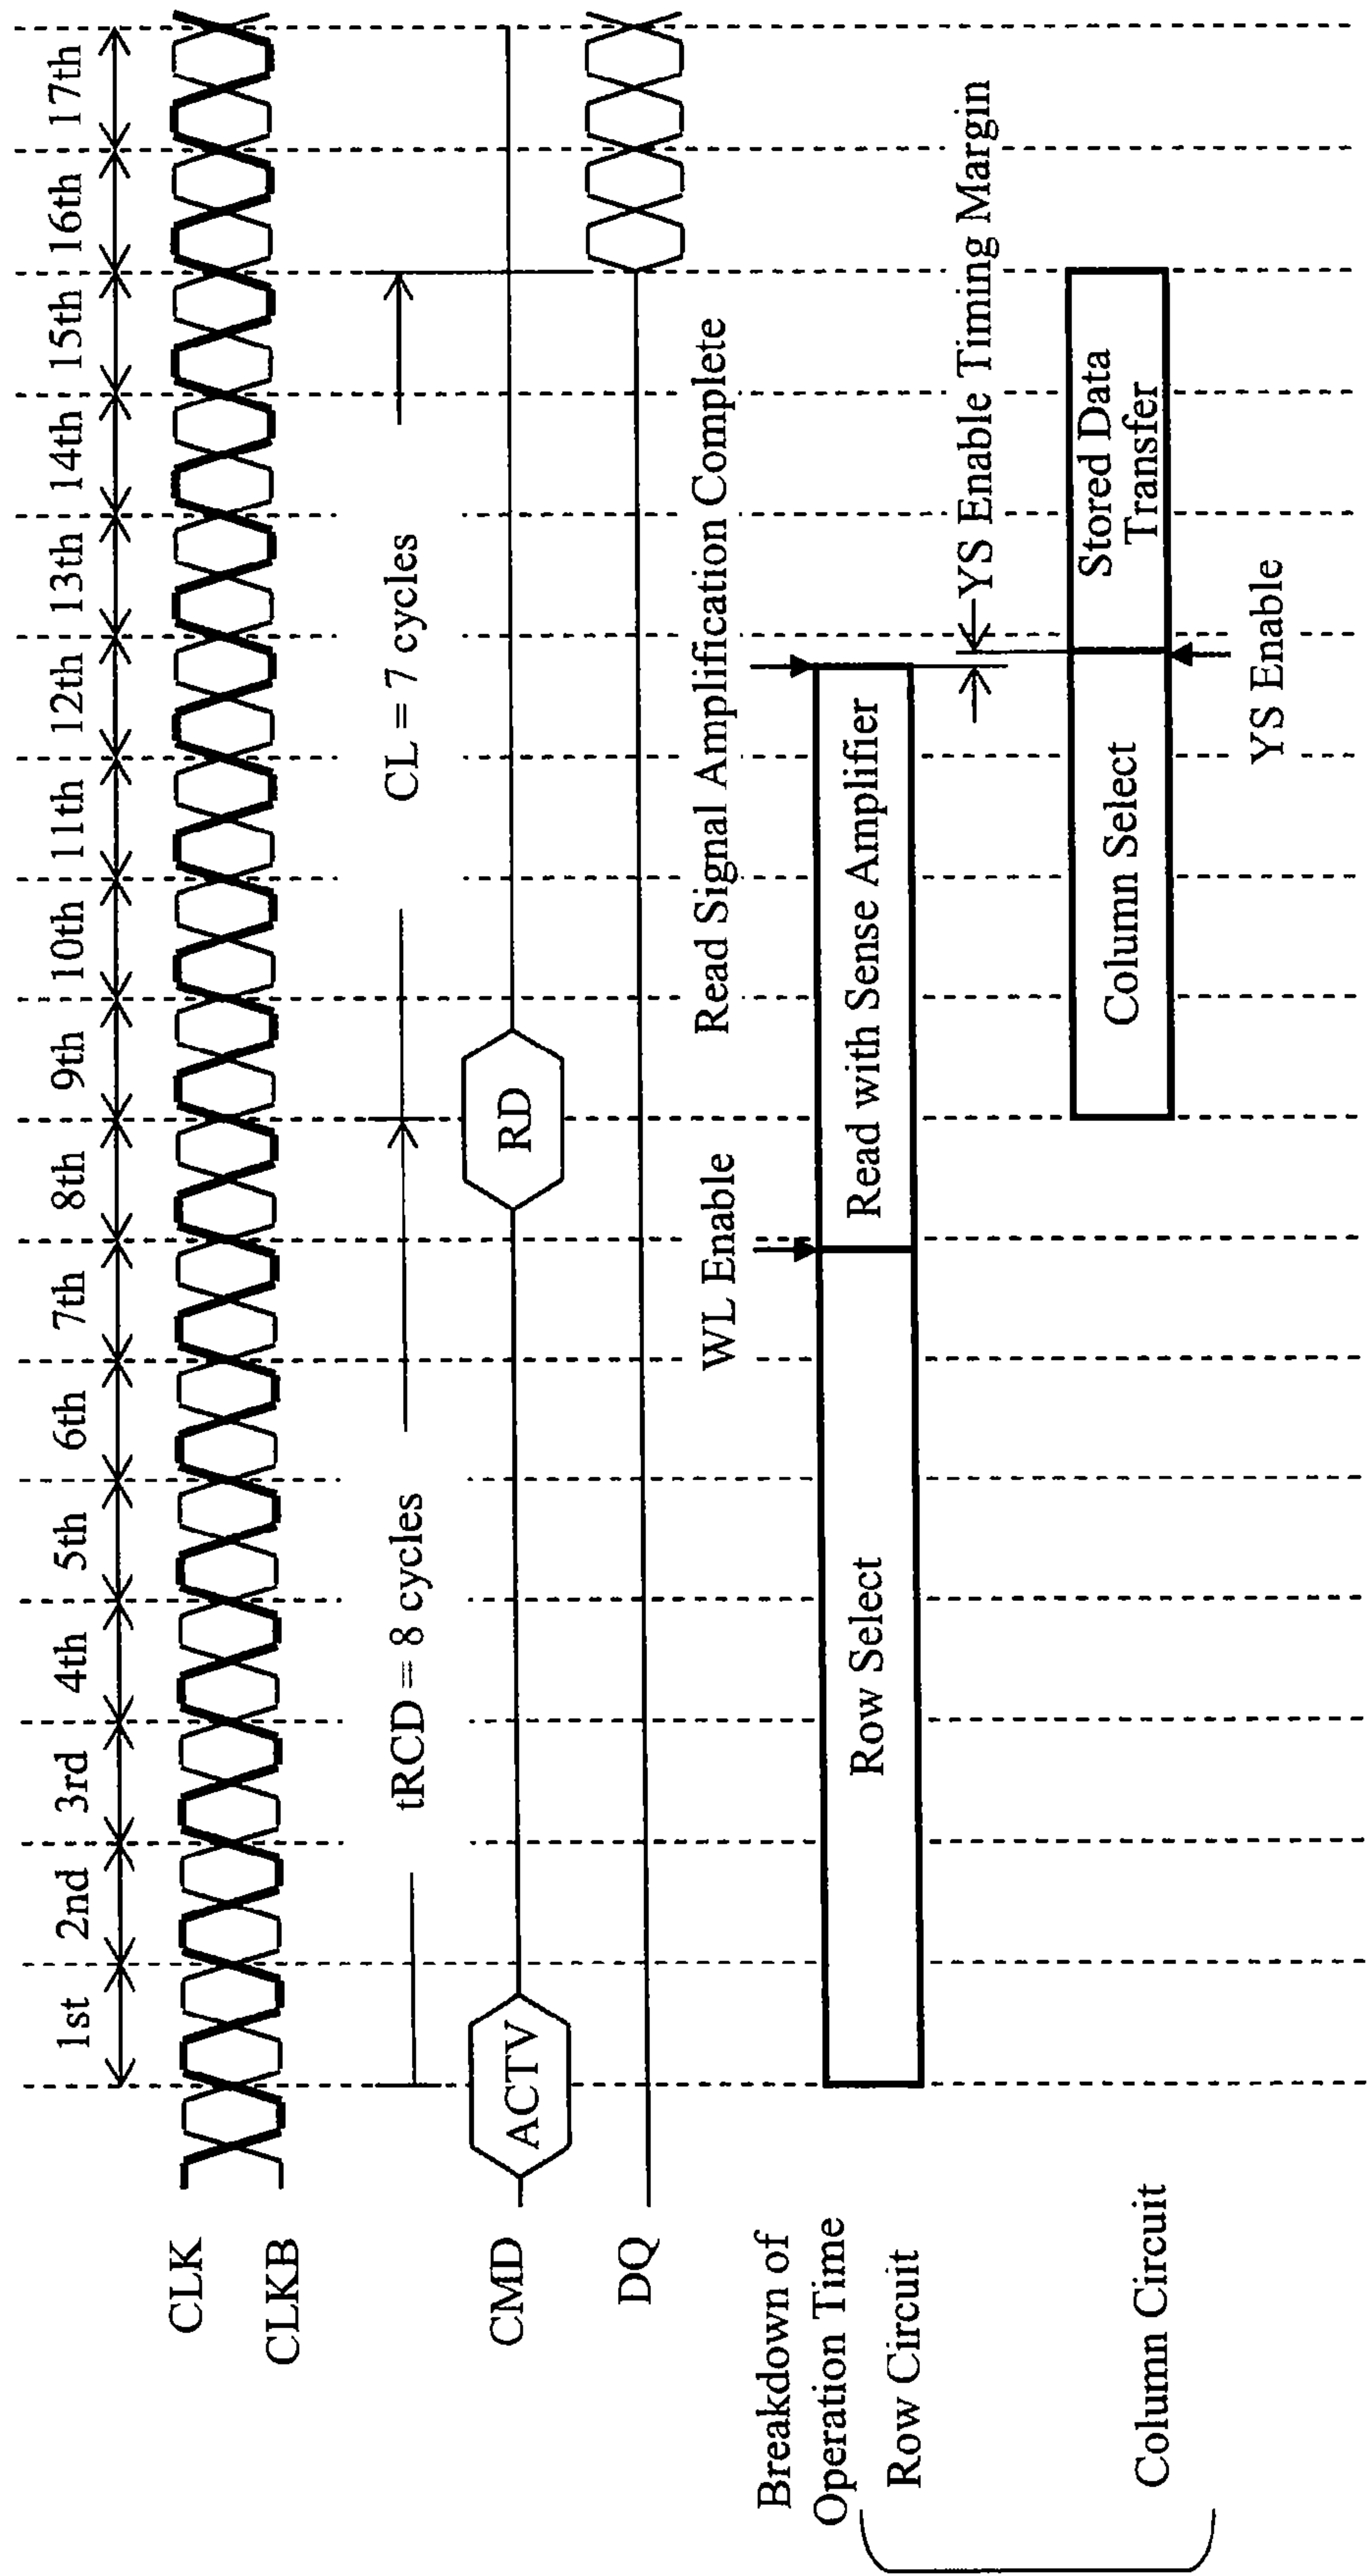 1st 2nd 3rd 4th 5th 6th 7th 8th 9th 10th 11th 12th 13th 14th 15th 16th 17th
CLK
CLKB
tRCD = 8 cycles
CL = 7 cycles
CMD
ACTV
RD
DQ
WL Enable
Read Signal Amplification Complete
Breakdown of
Operation Time
Row Circuit
Row Select
Read with Sense Amplifier
YS Enable Timing Margin
Column Circuit
Column Select
Stored Data
Transfer
YS Enable